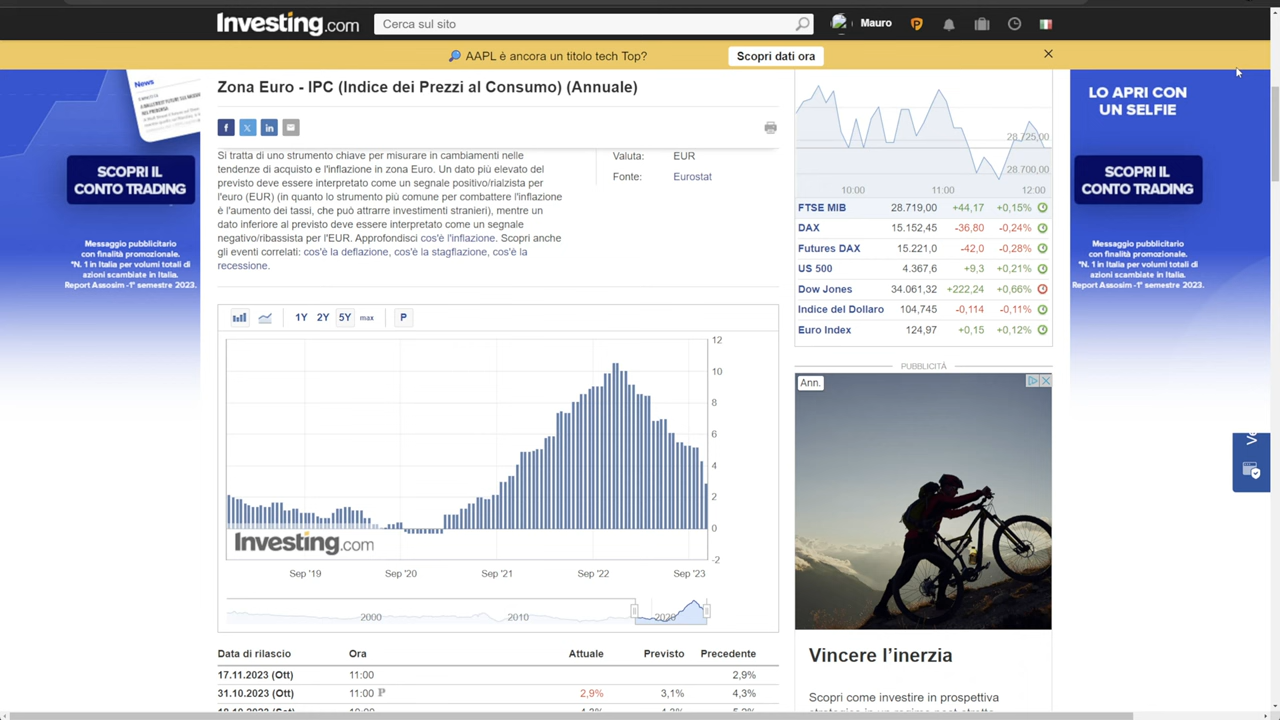 Investing.com
Cerca sul sito
Mauro
AAPL è ancora un titolo tech Top?
Scopri dati ora
News
SCOPRI IL
CONTO TRADING
Messaggio pubblicitario
con finalità promozionale.
*N. 1 in Italia per volumi totali di
azioni scambiate in Italia.
Report Assosim -1° semestre 2023.
Zona Euro - IPC (Indice dei Prezzi al Consumo) (Annuale)
Si tratta di uno strumento chiave per misurare in cambiamenti nelle
tendenze di acquisto e l'inflazione in zona Euro. Un dato più elevato del
previsto deve essere interpretato come un segnale positivo/rialzista per
l'euro (EUR) (in quanto lo strumento più comune per combattere l'inflazione
è l'aumento dei tassi, che può attrarre investimenti stranieri), mentre un
dato inferiore al previsto deve essere interpretato come un segnale
negativo/ribassista per l'EUR. Approfondisci cos'è l'inflazione. Scopri anche
gli eventi correlati: cos'è la deflazione, cos'è la stagflazione, cos'è la
recessione.
Valuta: EUR
Fonte: Eurostat
1Y 2Y 5Y max P
12
10
8
6
4
2
0
-2
Investing.com
Sep '19 Sep '20 Sep '21 Sep '22 Sep '23
2000 2010 2020
Data di rilascio Ora Attuale Previsto Precedente
17.11.2023 (Ott) 11:00 2,9%
31.10.2023 (Ott) 11:00 P 2,9% 3,1% 4,3%
28.725,00
28.700,00
10:00 11:00 12:00
FTSE MIB 28.719,00 +44,17 +0,15%
DAX 15.152,45 -36,80 -0,24%
Futures DAX 15.221,0 -42,0 -0,28%
US 500 4.367,6 +9,3 +0,21%
Dow Jones 34.061,32 +222,24 +0,66%
Indice del Dollaro 104,745 -0,114 -0,11%
Euro Index 124,97 +0,15 +0,12%
PUBBLICITÀ
Ann.
Vincere l'inerzia
Scopri come investire in prospettiva
LO APRI CON
UN SELFIE
SCOPRI IL
CONTO TRADING
Messaggio pubblicitario
con finalità promozionale.
*N. 1 in Italia per volumi totali di
azioni scambiate in Italia.
Report Assosim -1° semestre 2023.